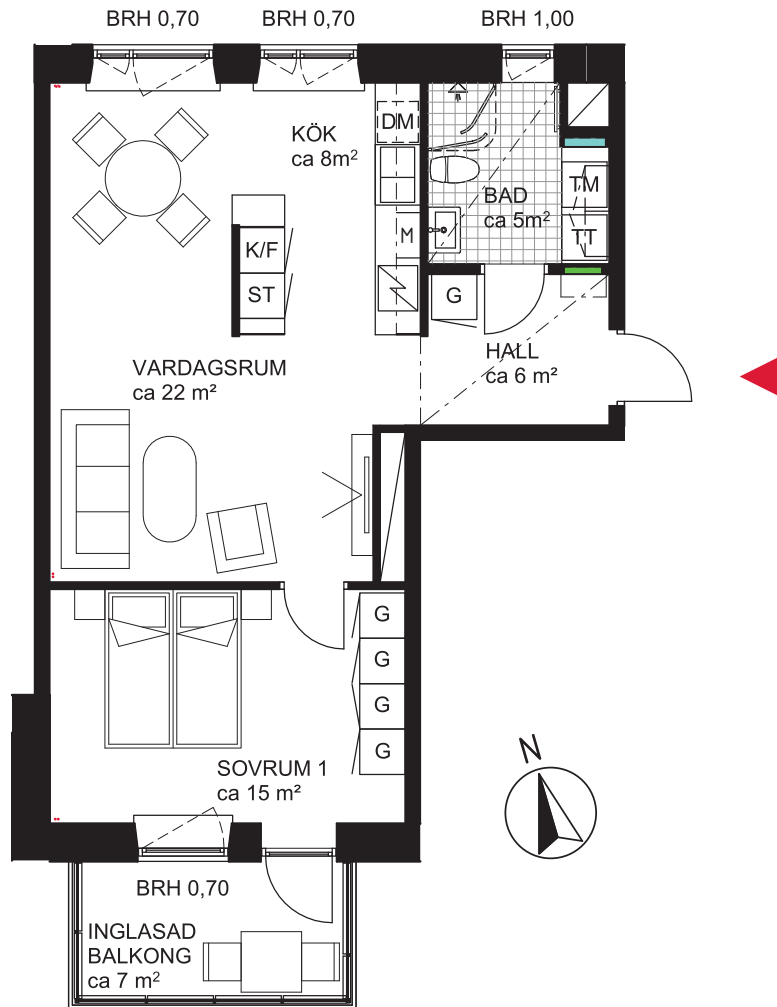 BRH 0,70
BRH 0,70
BRH 1,00
KÖK
ca 8m²
DM
BAD
ca 5m²
TM
TT
M
K/F
ST
G
HALL
ca 6 m²
VARDAGSRUM
ca 22 m²
G
G
G
G
SOVRUM 1
ca 15 m²
N
BRH 0,70
INGLASAD
BALKONG
ca 7 m²